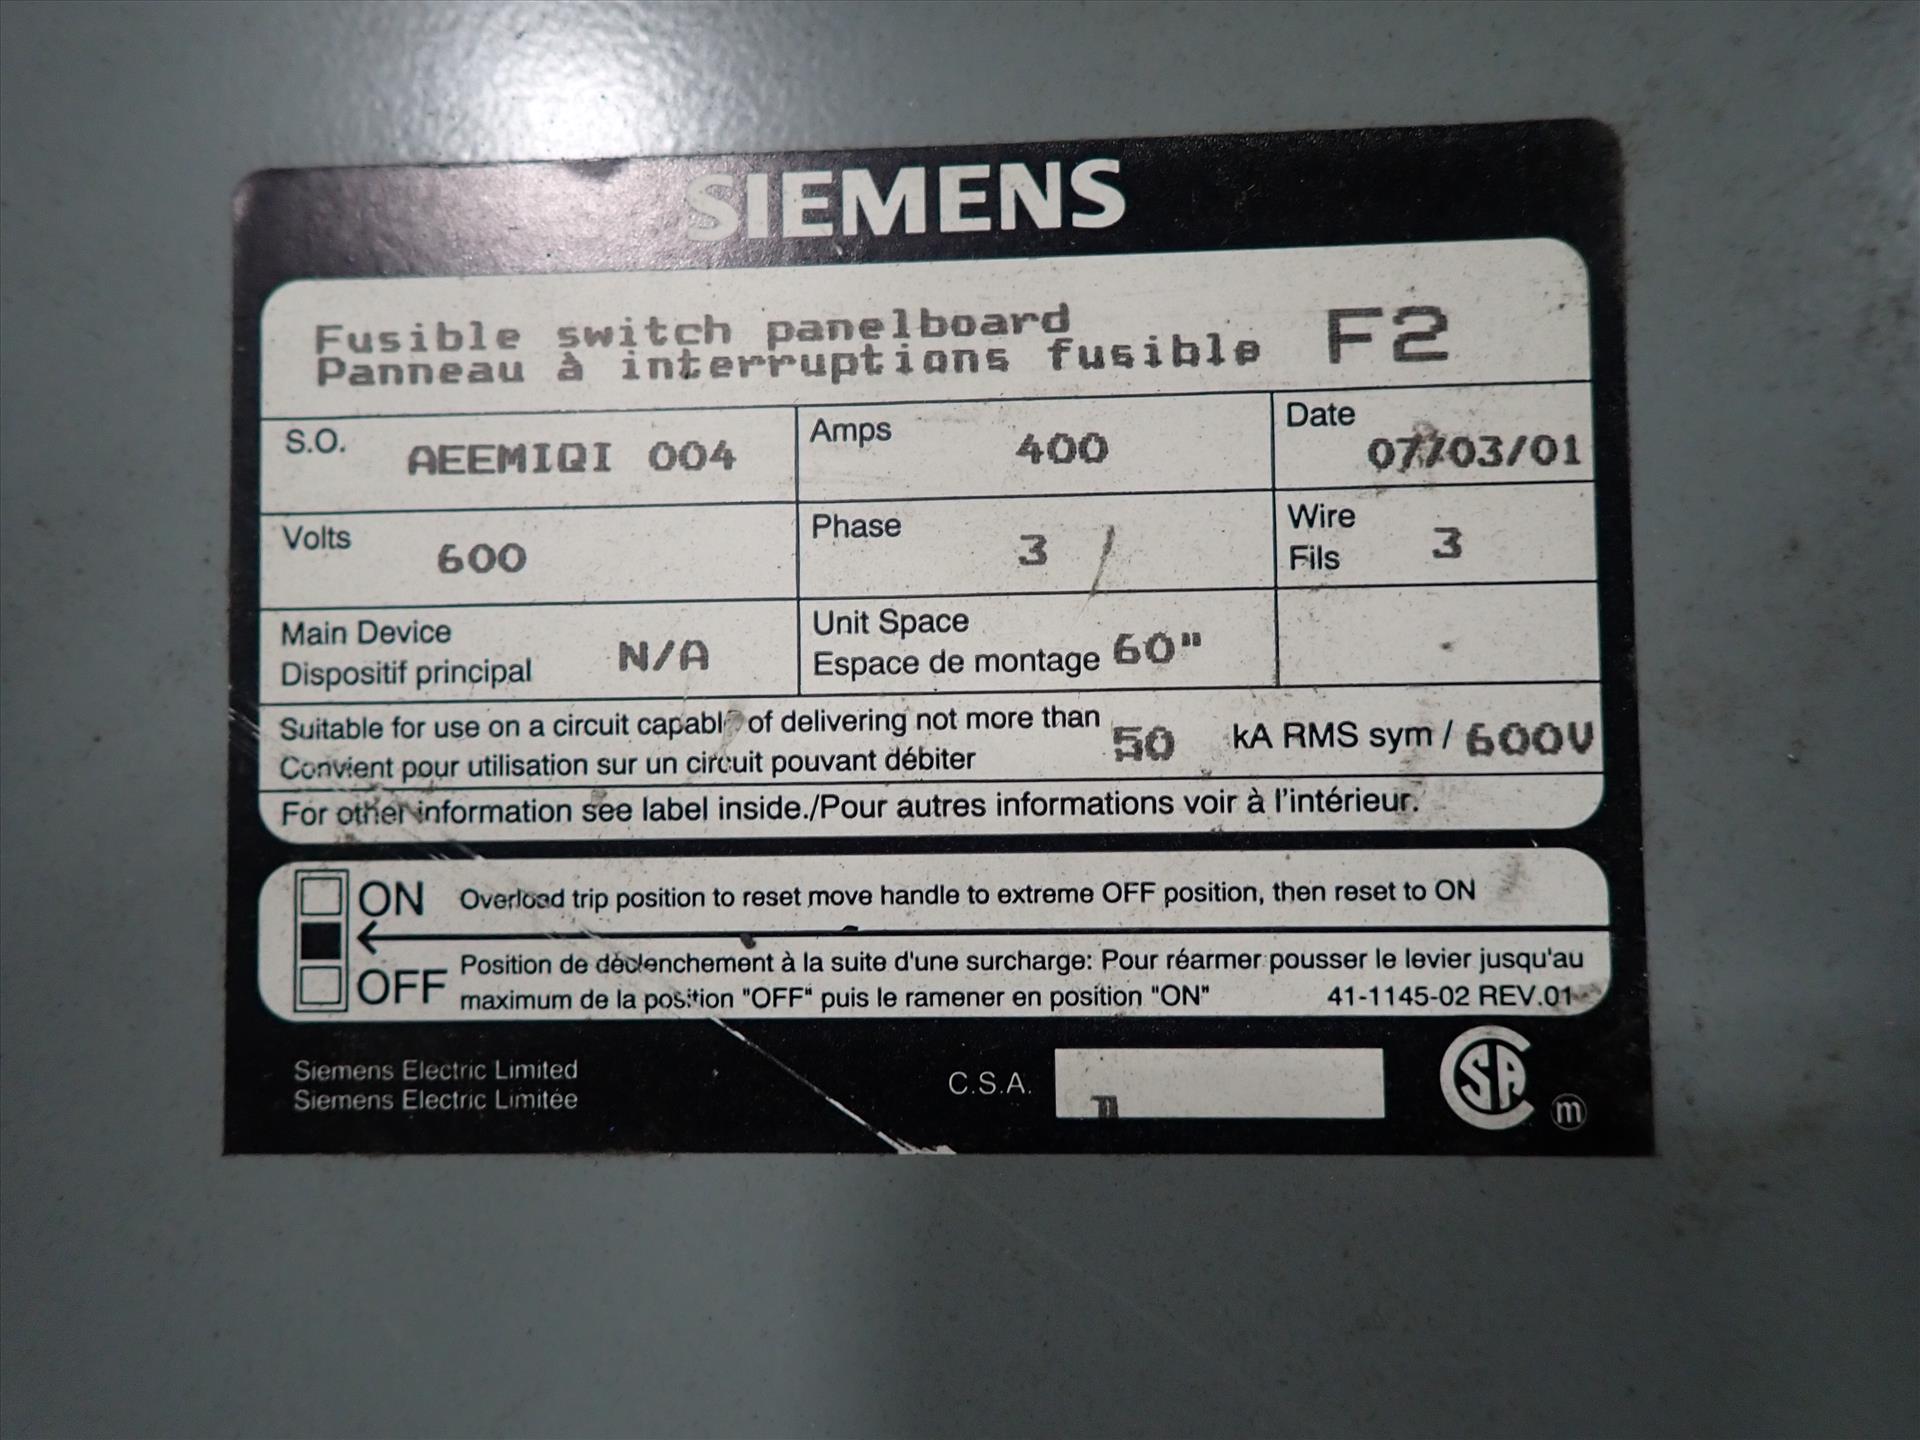 SIEMENS
Fusible switch panelboard F2
Panneau à interruptions fusible
S.O. AEEMIQI 004 Amps 400 Date 07/03/01
Volts 600 Phase 3 / Wire 3
Fils
Main Device N/A Unit Space 60"
Dispositif principal Espace de montage
Suitable for use on a circuit capable of delivering not more than 50 kA RMS sym / 600V
Convient pour utilisation sur un circuit pouvant débiter
For other information see label inside./Pour autres informations voir à l'intérieur.
ON Overload trip position to reset move handle to extreme OFF position, then reset to ON
OFF Position de déclenchement à la suite d'une surcharge: Pour réarmer pousser le levier jusqu'au
maximum de la position "OFF" puis le ramener en position "ON" 41-1145-02 REV.01
Siemens Electric Limited
Siemens Electric Limitée
C.S.A.
SA m